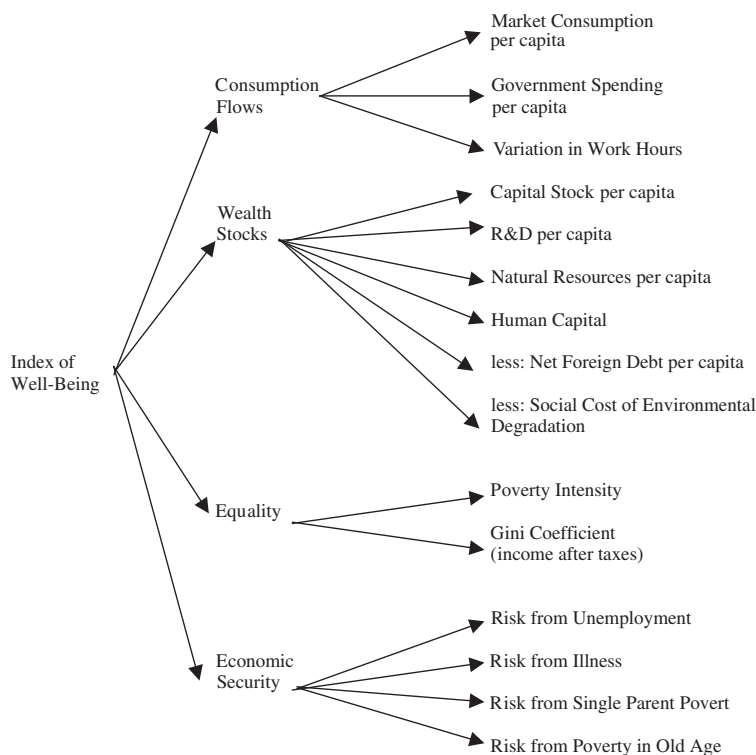 Market Consumption
per capita
Consumption
Flows
Government Spending
per capita
Variation in Work Hours
Wealth
Stocks
Capital Stock per capita
R&D per capita
Natural Resources per capita
Human Capital
less: Net Foreign Debt per capita
less: Social Cost of Environmental
Degradation
Index of
Well-Being
Equality
Poverty Intensity
Gini Coefficient
(income after taxes)
Economic
Security
Risk from Unemployment
Risk from Illness
Risk from Single Parent Povert
Risk from Poverty in Old Age